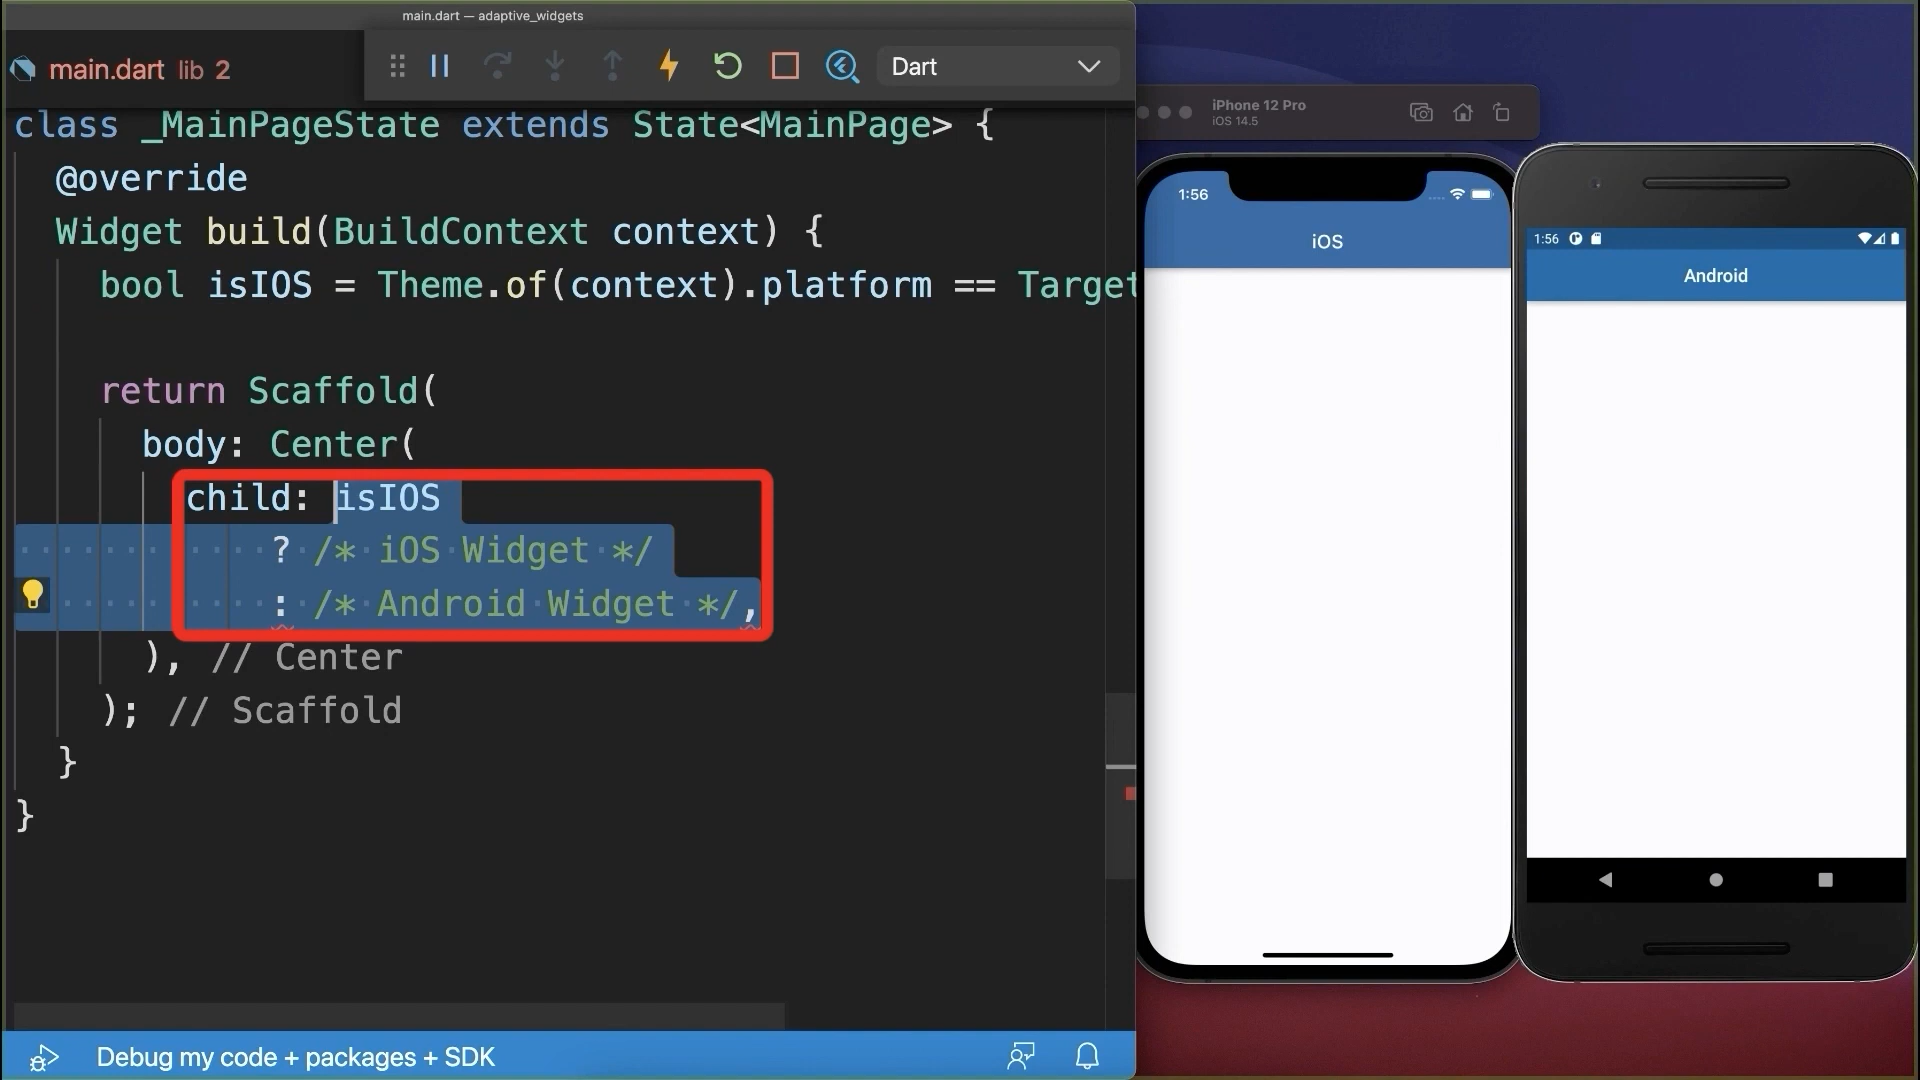 main.dart — adaptive_widgets
main.dart lib 2
Dart
class _MainPageState extends State<MainPage> {
@override
Widget build(BuildContext context) {
bool isIOS = Theme.of(context).platform == Target
return Scaffold(
body: Center(
child: isIOS
? /* iOS Widget */
: /* Android Widget */,
), // Center
); // Scaffold
}
}
Debug my code + packages + SDK
iPhone 12 Pro
iOS 14.5
1:56
iOS
1:56
Android